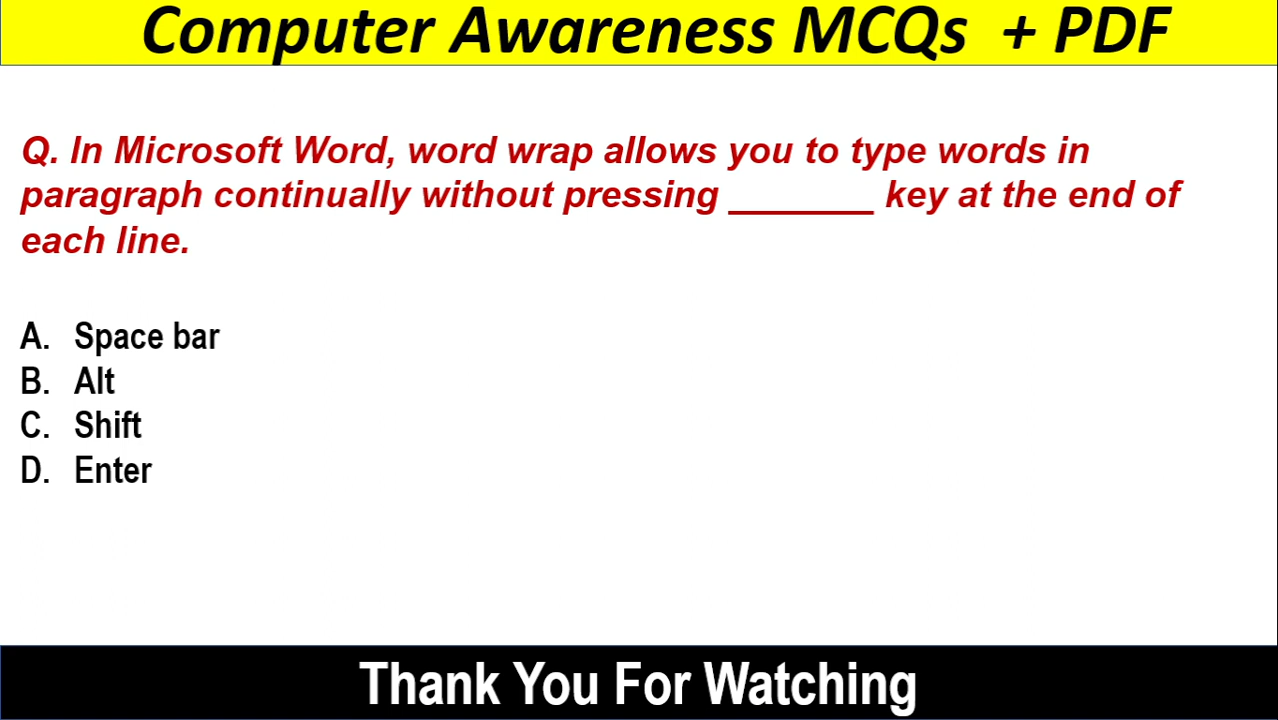 Computer Awareness MCQs + PDF
Q. In Microsoft Word, word wrap allows you to type words in
paragraph continually without pressing _______ key at the end of
each line.
A. Space bar
B. Alt
C. Shift
D. Enter
Thank You For Watching